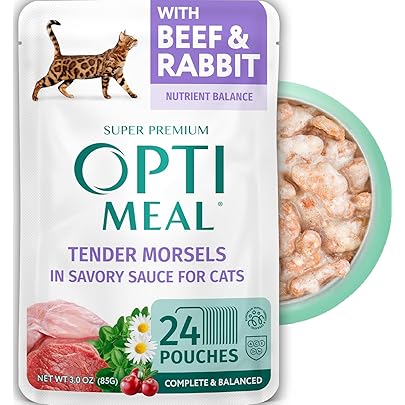 WITH
BEEF &
RABBIT
NUTRIENT BALANCE
SUPER PREMIUM
OPTI
MEAL®
TENDER MORSELS
IN SAVORY SAUCE FOR CATS
24
POUCHES
NET WT 3.0 OZ (85G)
COMPLETE & BALANCED